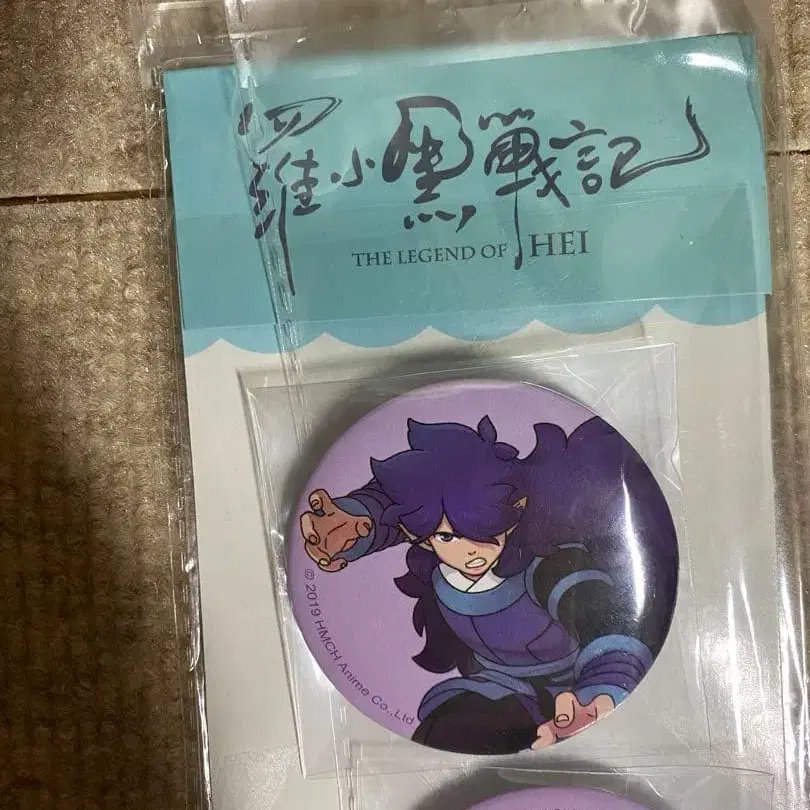 羅小黑戰記
THE LEGEND OF HEI
© 2019 HMCH Anime Co.,Ltd